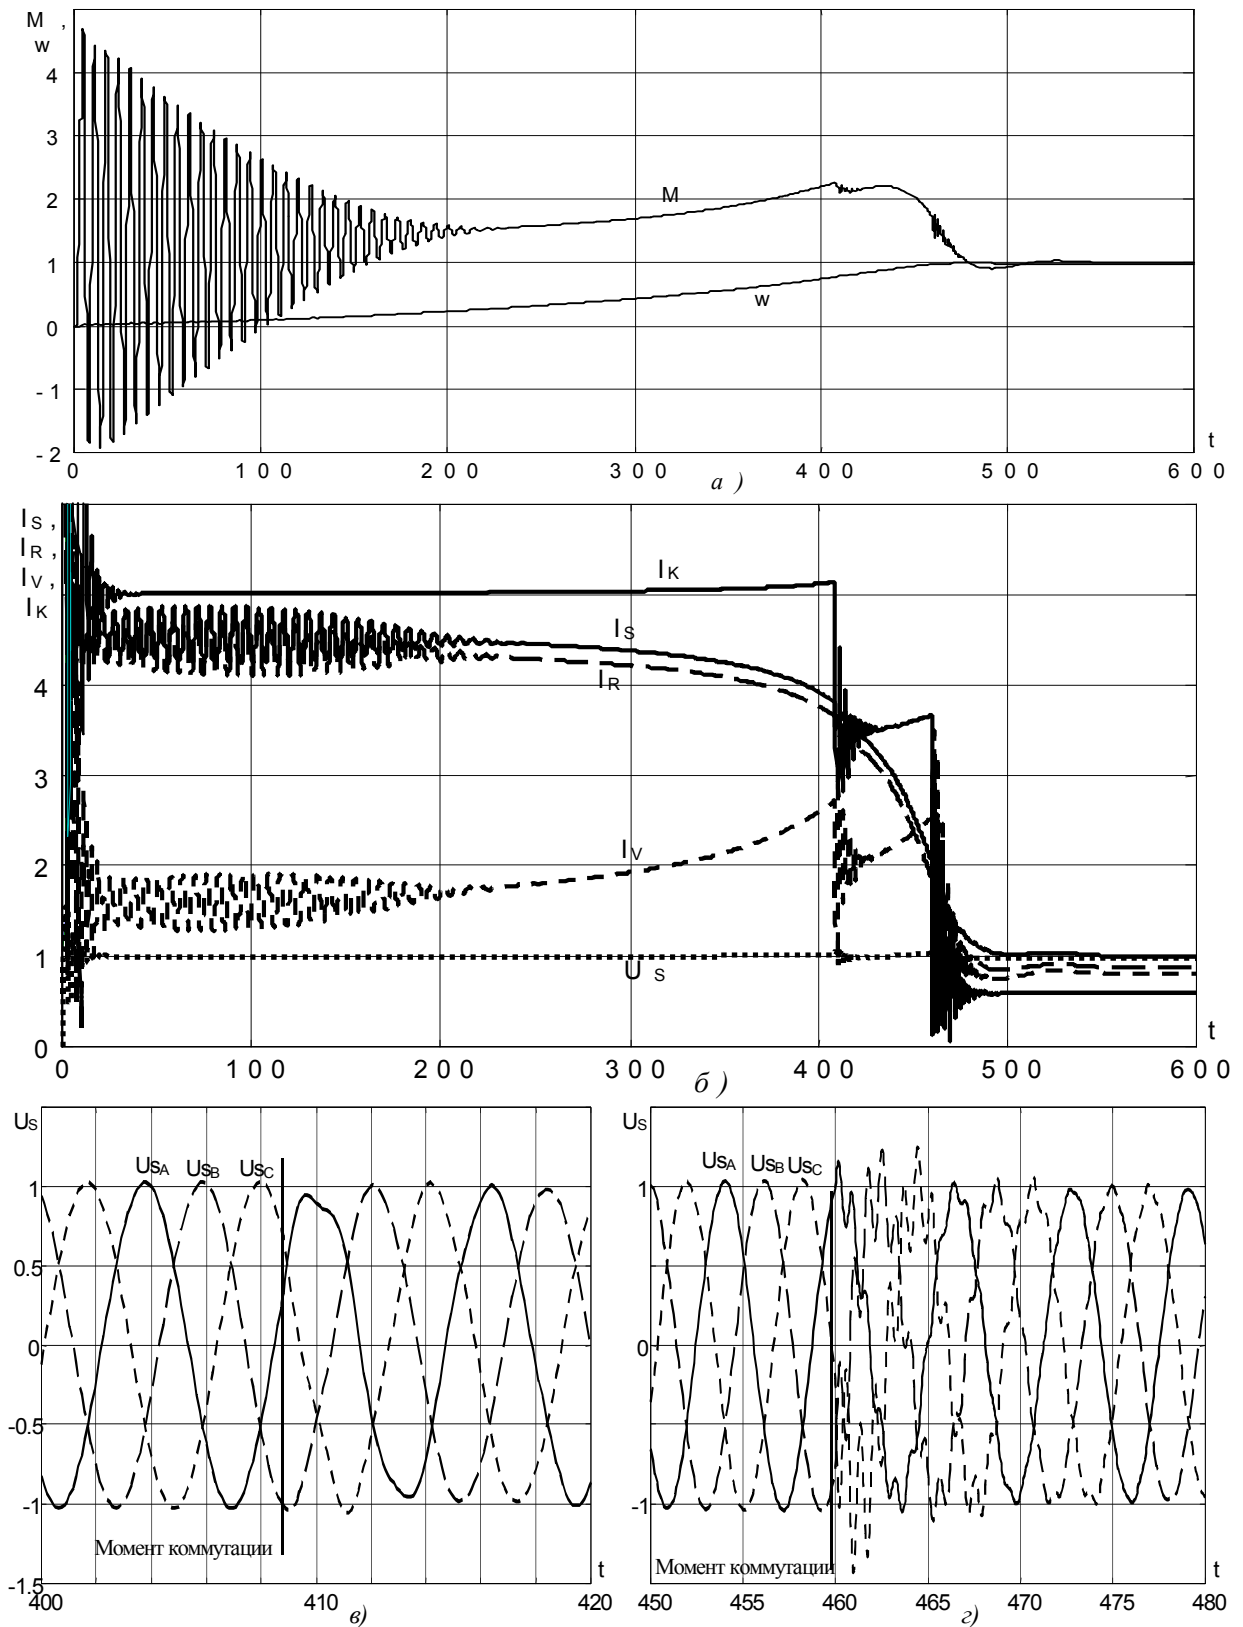 M ,
w
4
3
2
1
0
- 1
- 2
M
w
t
0 1 0 0 2 0 0 3 0 0 4 0 0 5 0 0 6 0 0
а )
I S ,
I R ,
I V ,
I K
I K
I S
I R
I V
U S
4
3
2
1
0
t
0 1 0 0 2 0 0 3 0 0 4 0 0 5 0 0 6 0 0
б )
US
USA USB USC
1
0.5
0
-0.5
-1
-1.5
Момент коммутации
t
400 410 420
в)
US
USA USB USC
1
0.5
0
-0.5
-1
Момент коммутации
t
450 455 460 465 470 475 480
г)